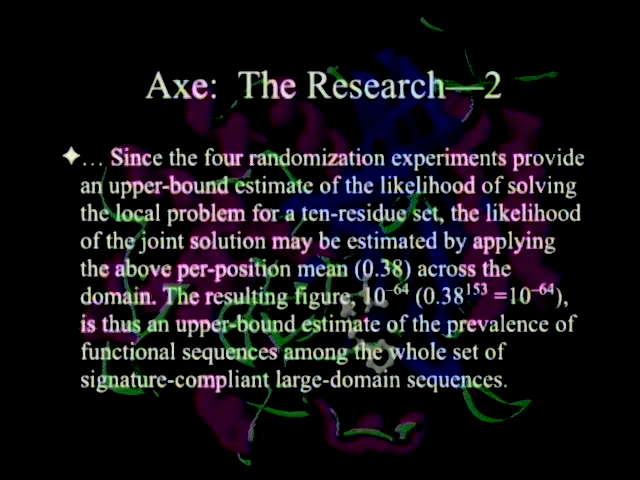 Axe: The Research—2
✦… Since the four randomization experiments provide
an upper-bound estimate of the likelihood of solving
the local problem for a ten-residue set, the likelihood
of the joint solution may be estimated by applying
the above per-position mean (0.38) across the
domain. The resulting figure, 10⁻⁶⁴ (0.38¹⁵³ =10⁻⁶⁴),
is thus an upper-bound estimate of the prevalence of
functional sequences among the whole set of
signature-compliant large-domain sequences.